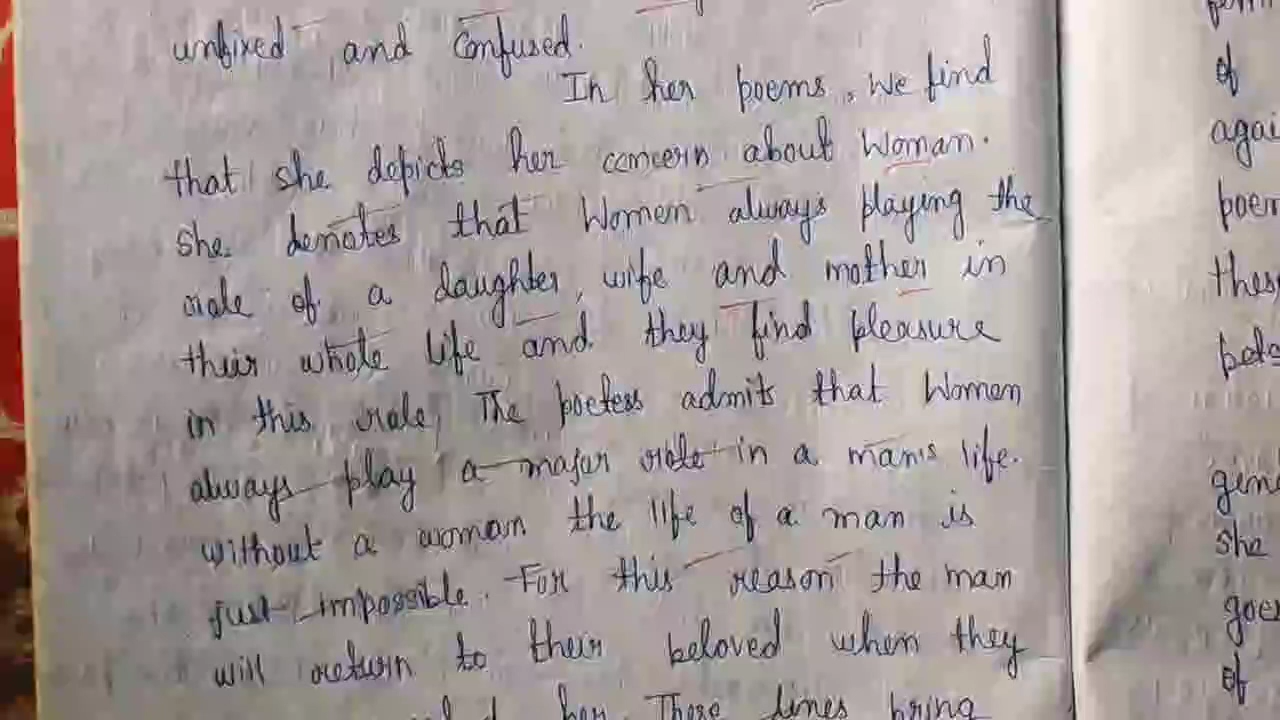 unfixed and Confused.
In her poems, we find
that she depicts her concern about Woman.
she denotes that Women always playing the
role of a daughter, wife and mother in
their whole life and they find pleasure
in this role, The poetess admits that Women
always play a major role in a man's life.
without a woman the life of a man is
just impossible. For this reason the man
will return to their beloved when they
her. These lines bring
of
agai
poem
thes
she
goes
of